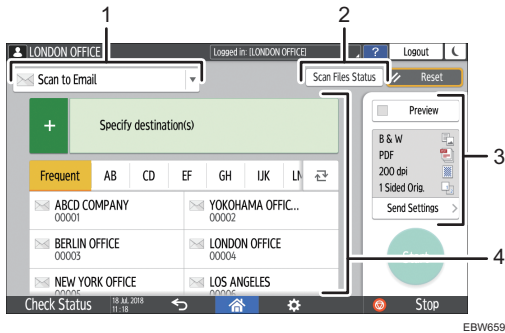 1
2
LONDON OFFICE
Logged in: [LONDON OFFICE]
?
Logout
Scan to Email
Scan Files Status
Reset
+
Specify destination(s)
Preview
B & W
PDF
200 dpi
1 Sided Orig.
3
Frequent
AB
CD
EF
GH
IJK
Send Settings
ABCD COMPANY
00001
YOKOHAMA OFFIC...
00002
BERLIN OFFICE
00003
LONDON OFFICE
00004
4
NEW YORK OFFICE
LOS ANGELES
Check Status
18 Jul. 2018
11:18
Stop
EBW659